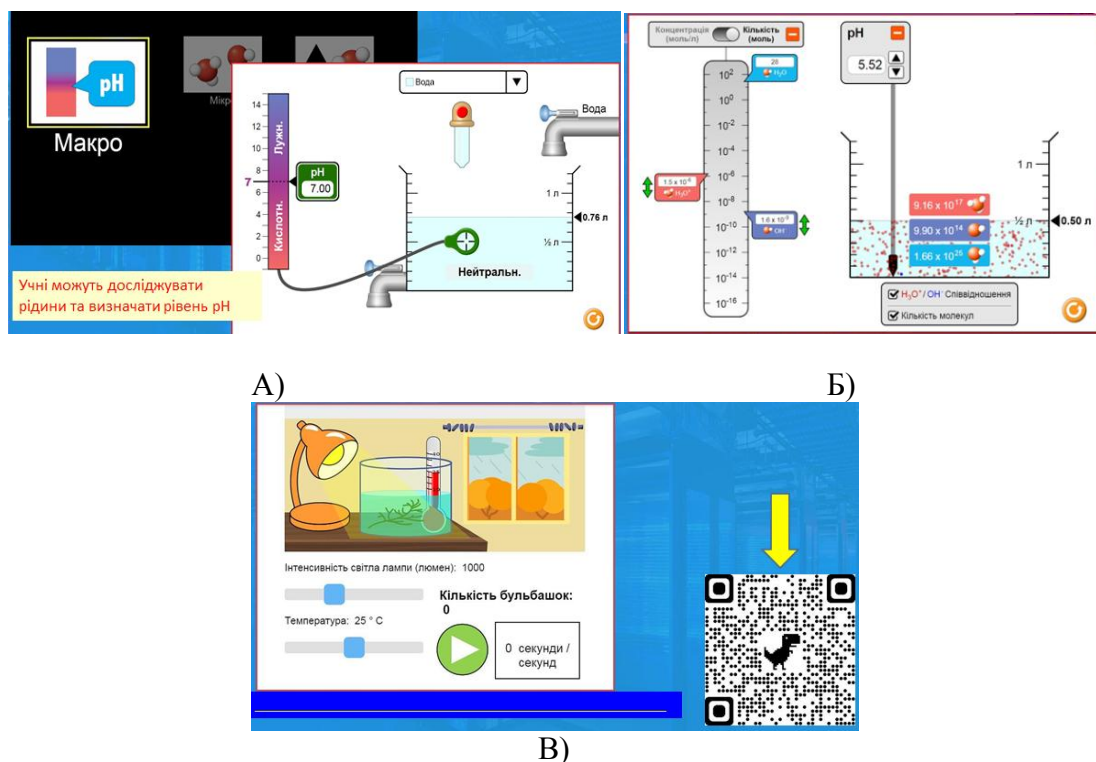 pH
Макро
Мікро
Учні можуть досліджувати
рідини та визначати рівень pH
Вода
Вода
14
12
10
8
7
6
4
2
0
Лужн.
Кислотн.
pH
7.00
1 л
0.76 л
½ л
Нейтральн.
Концентрація
(моль/л)
Кількість
(моль)
28
H₂O
10²
10⁰
10⁻²
10⁻⁴
10⁻⁶
10⁻⁸
10⁻¹⁰
10⁻¹²
10⁻¹⁴
10⁻¹⁶
H₃O⁺
OH⁻
pH
5.52
1 л
½ л
0.50 л
9.16 x 10¹⁷
9.90 x 10¹⁴
1.66 x 10²⁵
H₃O⁺ / OH⁻ Співвідношення
Кількість молекул
А)
Б)
Інтенсивність світла лампи (люмен): 1000
Кількість бульбашок:
0
Температура: 25 ° C
0 секунди /
секунд
В)